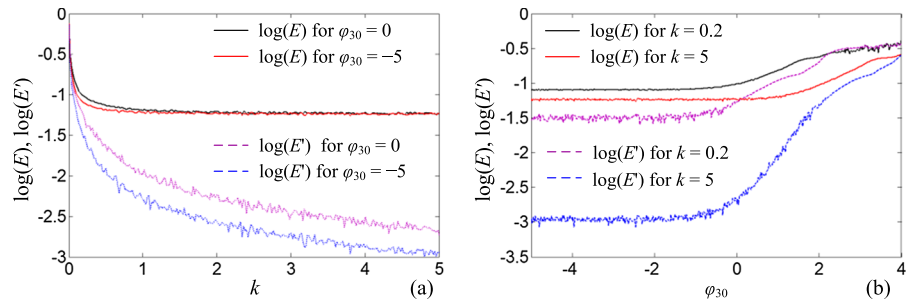 log(E), log(E')
0
-0.5
-1
-1.5
-2
-2.5
-3
0
1
2
3
4
5
k
(a)
log(E) for φ₃₀ = 0
log(E) for φ₃₀ = −5
log(E') for φ₃₀ = 0
log(E') for φ₃₀ = −5
log(E), log(E')
0
-0.5
-1
-1.5
-2
-2.5
-3
-3.5
-4
-2
0
2
4
φ₃₀
(b)
log(E) for k = 0.2
log(E) for k = 5
log(E') for k = 0.2
log(E') for k = 5